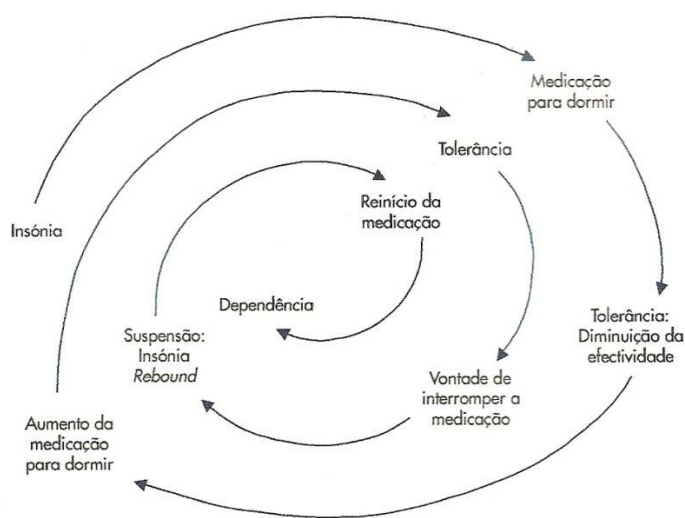 Medicação
para dormir
Tolerância
Reinício da
medicação
Insónia
Dependência
Tolerância:
Diminuição da
efectividade
Suspensão:
Insónia
Rebound
Vontade de
interromper a
medicação
Aumento da
medicação
para dormir